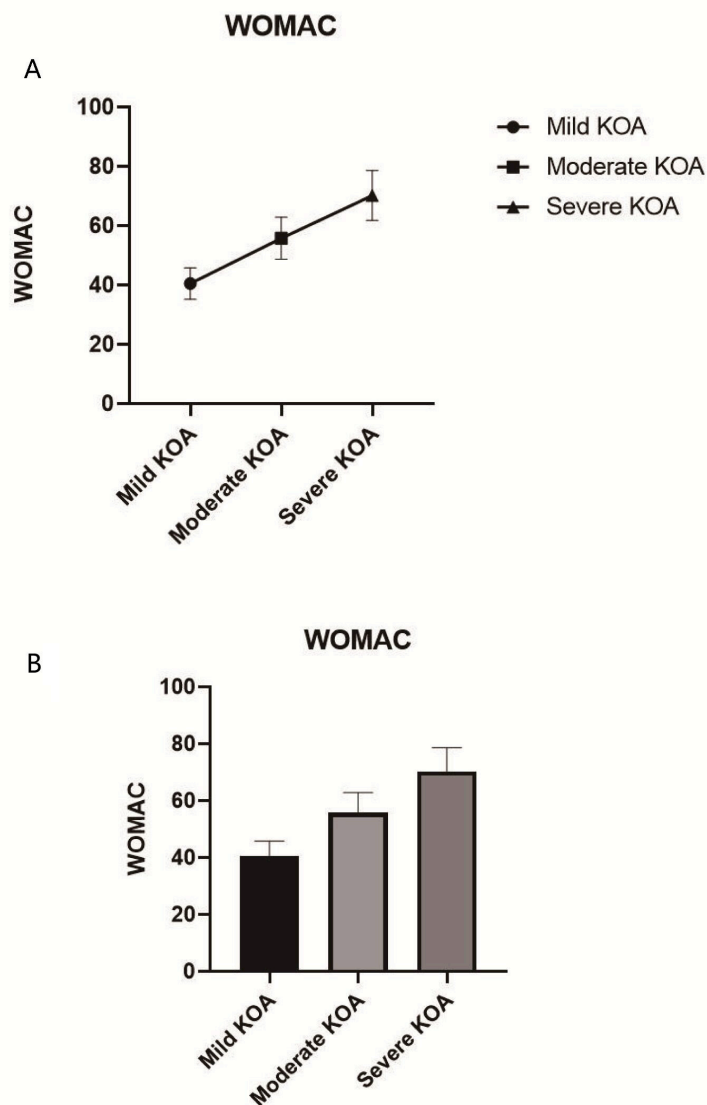 WOMAC
A
100
80
60
40
20
0
WOMAC
Mild KOA
Moderate KOA
Severe KOA
Mild KOA
Moderate KOA
Severe KOA
WOMAC
B
100
80
60
40
20
0
WOMAC
Mild KOA
Moderate KOA
Severe KOA